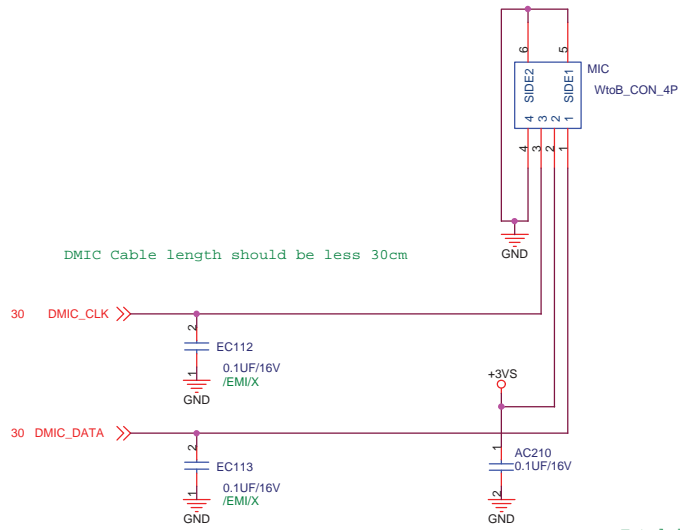 6
5
SIDE2
SIDE1
MIC
WtoB_CON_4P
4
3
2
1
4
3
2
1
GND
DMIC Cable length should be less 30cm
30 DMIC_CLK
2
EC112
1
0.1UF/16V
/EMI/X
GND
+3VS
30 DMIC_DATA
2
EC113
1
0.1UF/16V
/EMI/X
GND
1
AC210
0.1UF/16V
2
GND